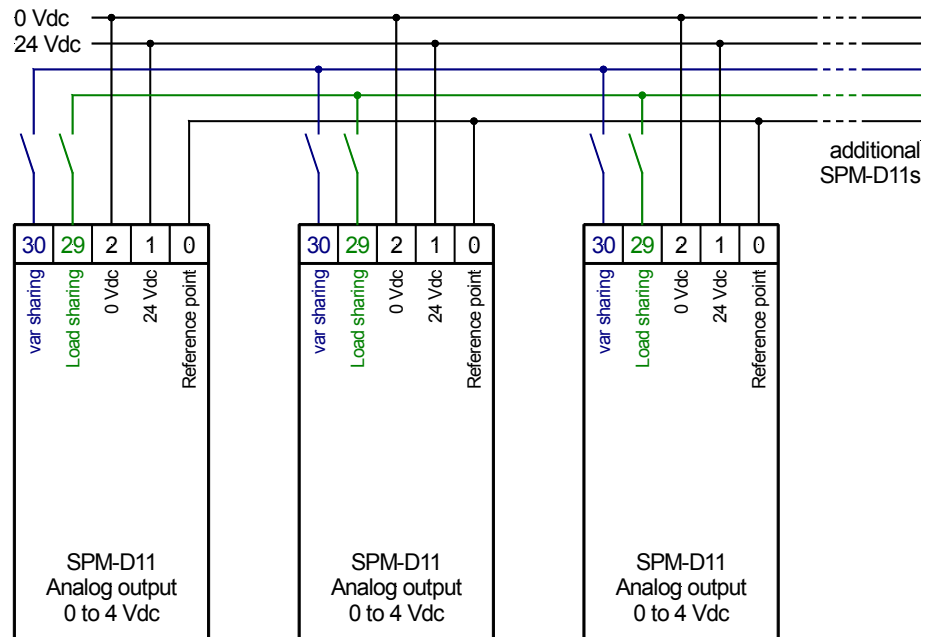 0 Vdc
24 Vdc
additional
SPM-D11s
30 29 2 1 0
var sharing
Load sharing
0 Vdc
24 Vdc
Reference point
SPM-D11
Analog output
0 to 4 Vdc
30 29 2 1 0
var sharing
Load sharing
0 Vdc
24 Vdc
Reference point
SPM-D11
Analog output
0 to 4 Vdc
30 29 2 1 0
var sharing
Load sharing
0 Vdc
24 Vdc
Reference point
SPM-D11
Analog output
0 to 4 Vdc